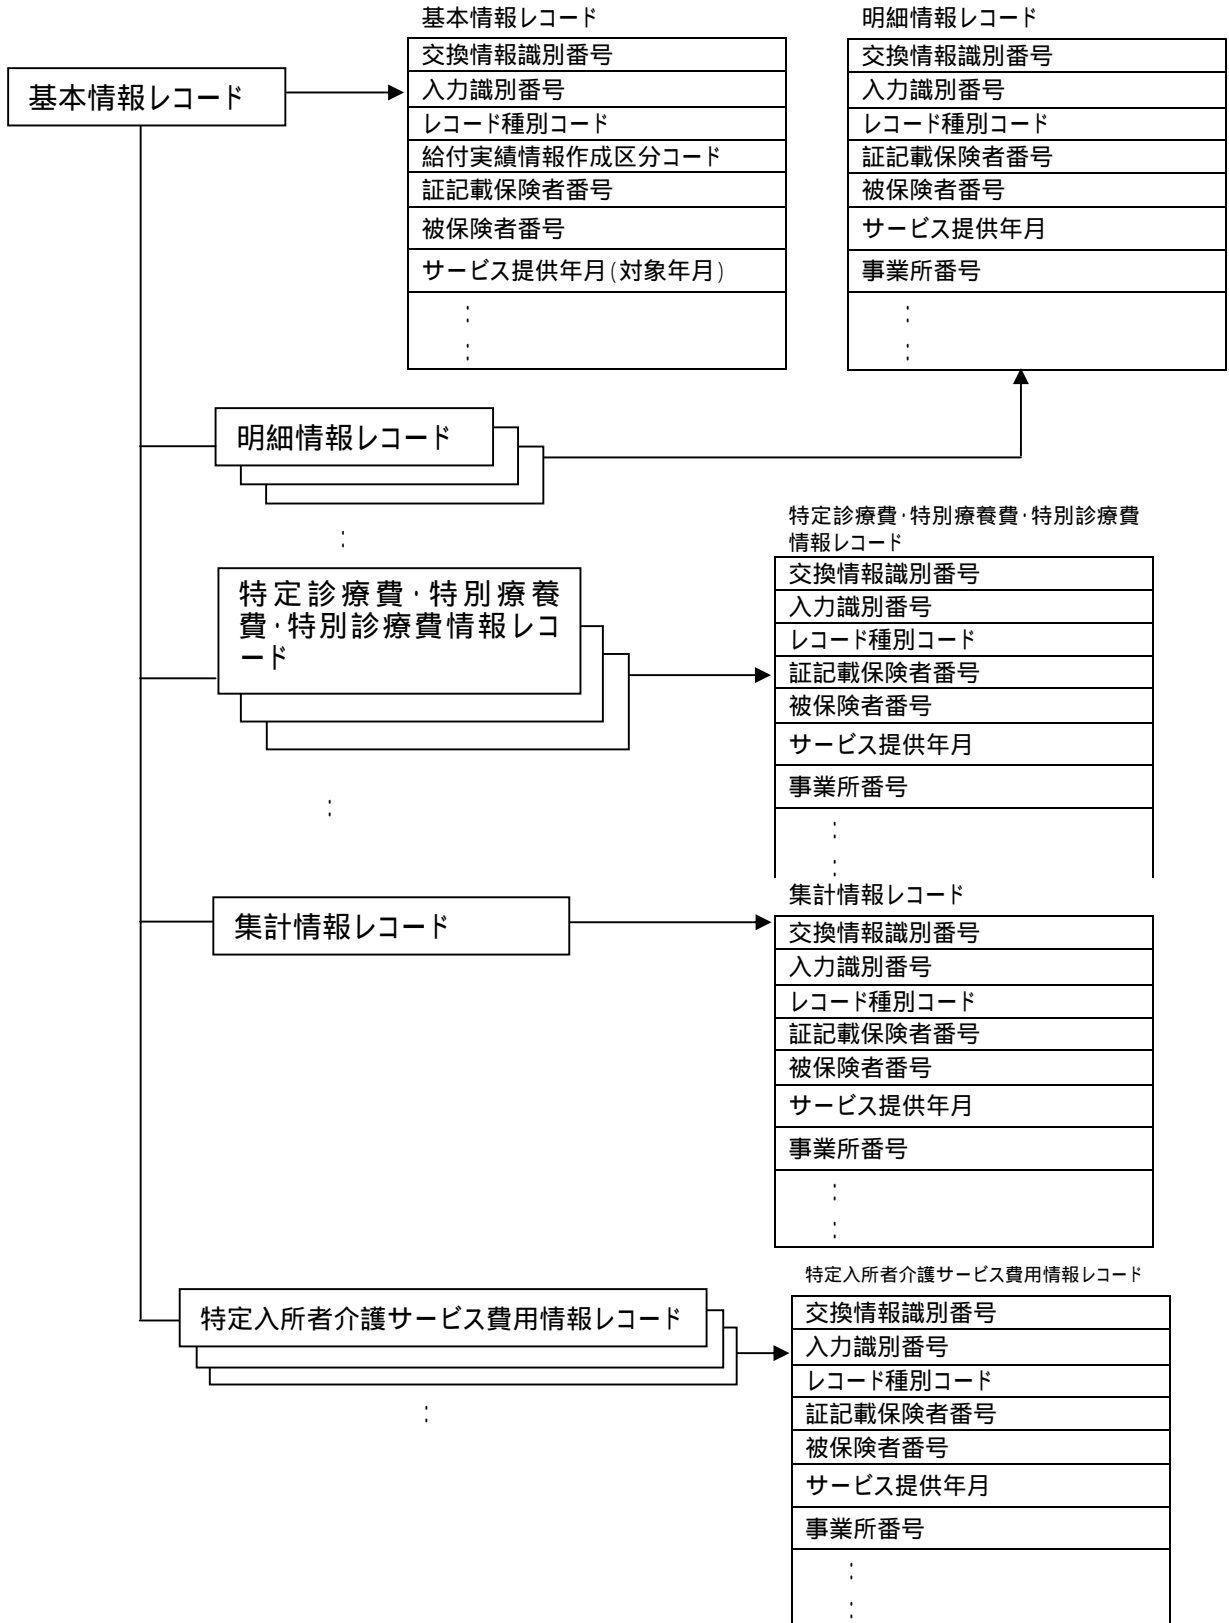 基本情報レコード
明細情報レコード
基本情報レコード
交換情報識別番号
入力識別番号
レコード種別コード
給付実績情報作成区分コード
証記載保険者番号
被保険者番号
サービス提供年月(対象年月)
:
:
交換情報識別番号
入力識別番号
レコード種別コード
証記載保険者番号
被保険者番号
サービス提供年月
事業所番号
:
:
明細情報レコード
:
特定診療費・特別療養費・特別診療費
情報レコード
特定診療費・特別療養
費・特別診療費情報レコ
ード
:
交換情報識別番号
入力識別番号
レコード種別コード
証記載保険者番号
被保険者番号
サービス提供年月
事業所番号
:
:
集計情報レコード
集計情報レコード
交換情報識別番号
入力識別番号
レコード種別コード
証記載保険者番号
被保険者番号
サービス提供年月
事業所番号
:
:
特定入所者介護サービス費用情報レコード
特定入所者介護サービス費用情報レコード
:
交換情報識別番号
入力識別番号
レコード種別コード
証記載保険者番号
被保険者番号
サービス提供年月
事業所番号
:
: